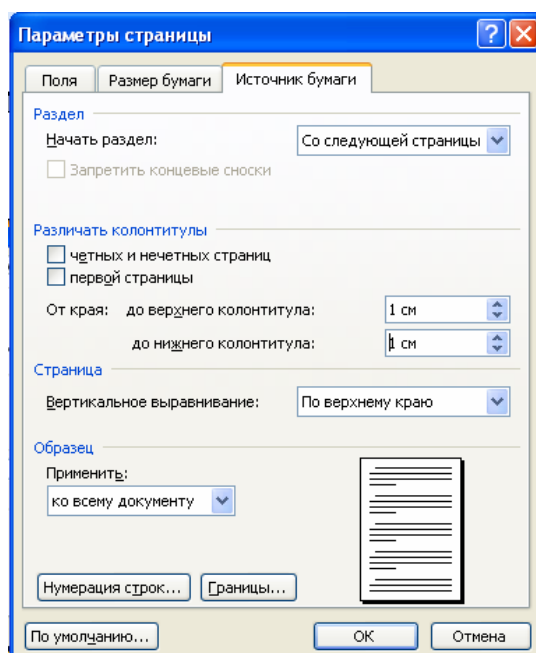 Параметры страницы
Поля Размер бумаги Источник бумаги
Раздел
Начать раздел: Со следующей страницы
Запретить концевые сноски
Различать колонтитулы
четных и нечетных страниц
первой страницы
От края: до верхнего колонтитула: 1 см
до нижнего колонтитула: 1 см
Страница
Вертикальное выравнивание: По верхнему краю
Образец
Применить:
ко всему документу
Нумерация строк... Границы...
По умолчанию... ОК Отмена